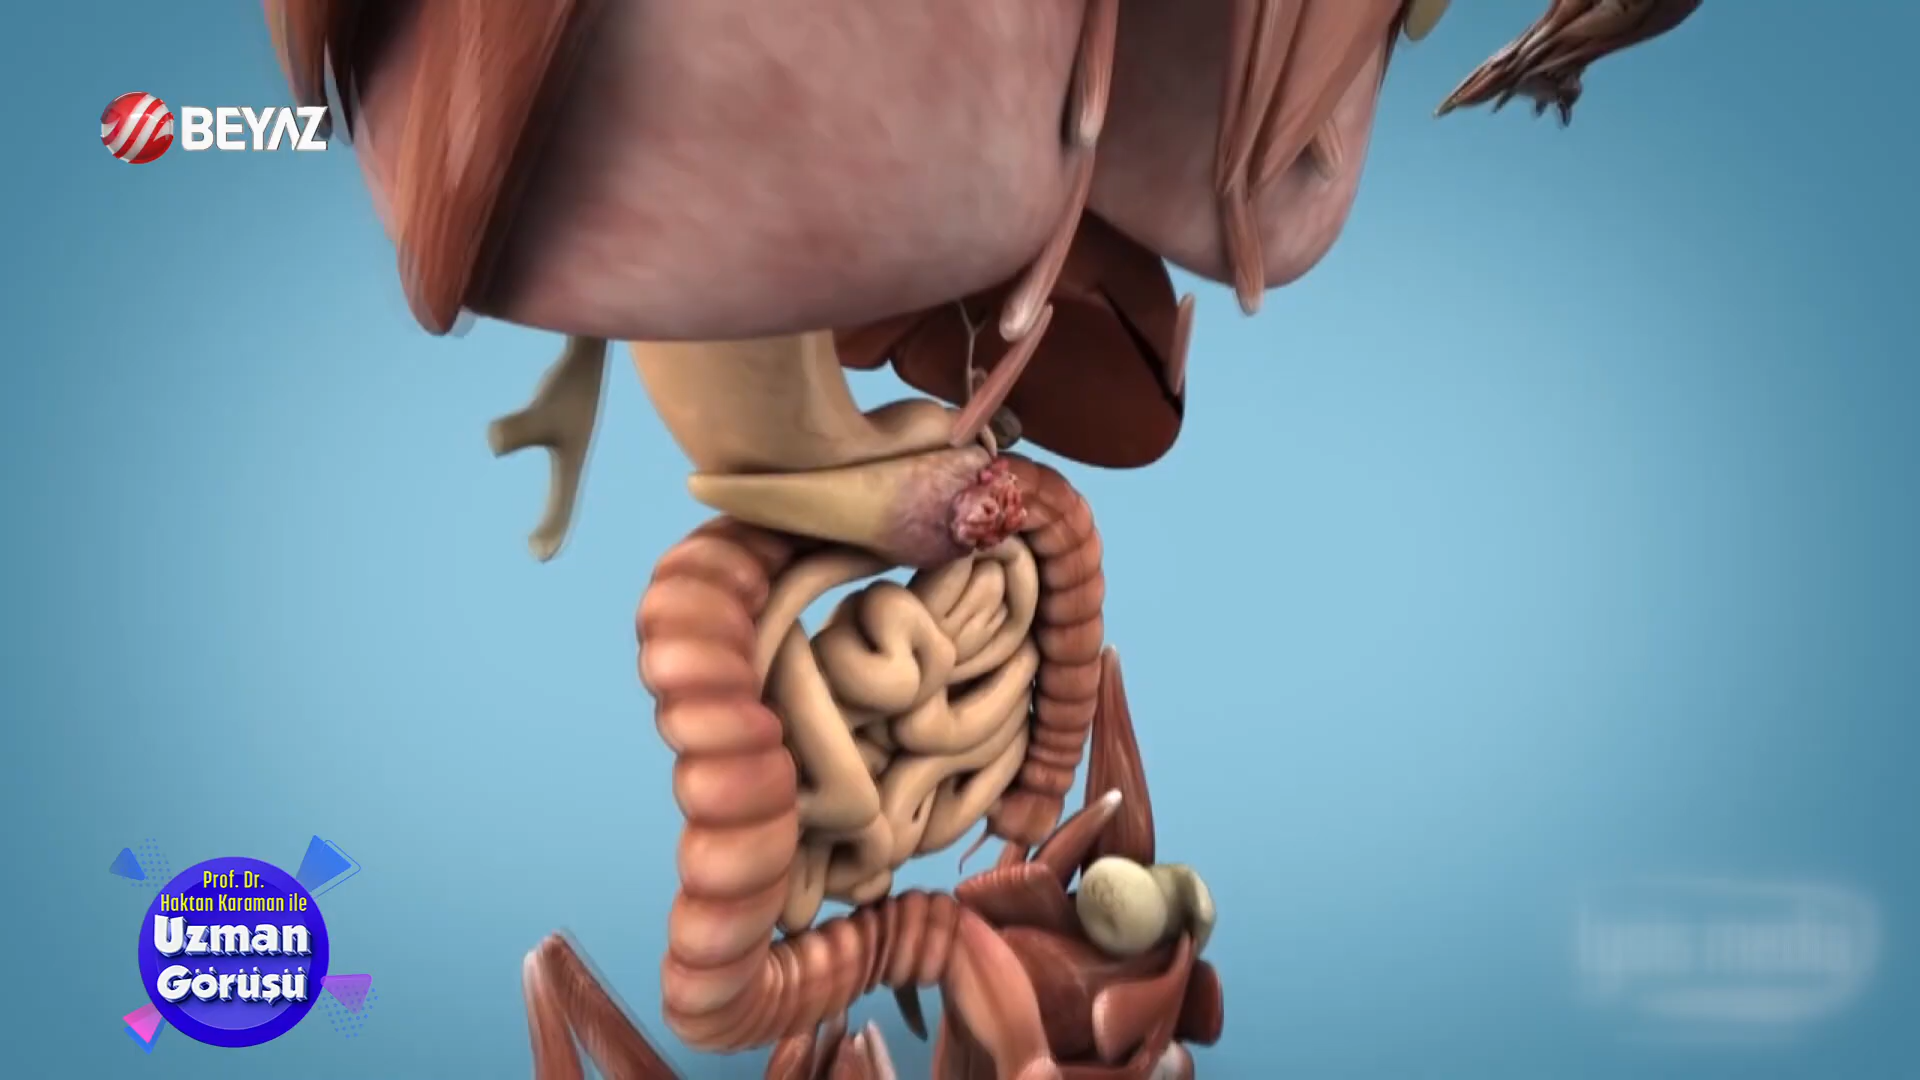 BEYAZ
Prof. Dr.
Haktan Karaman ile
Uzman
Görüşü